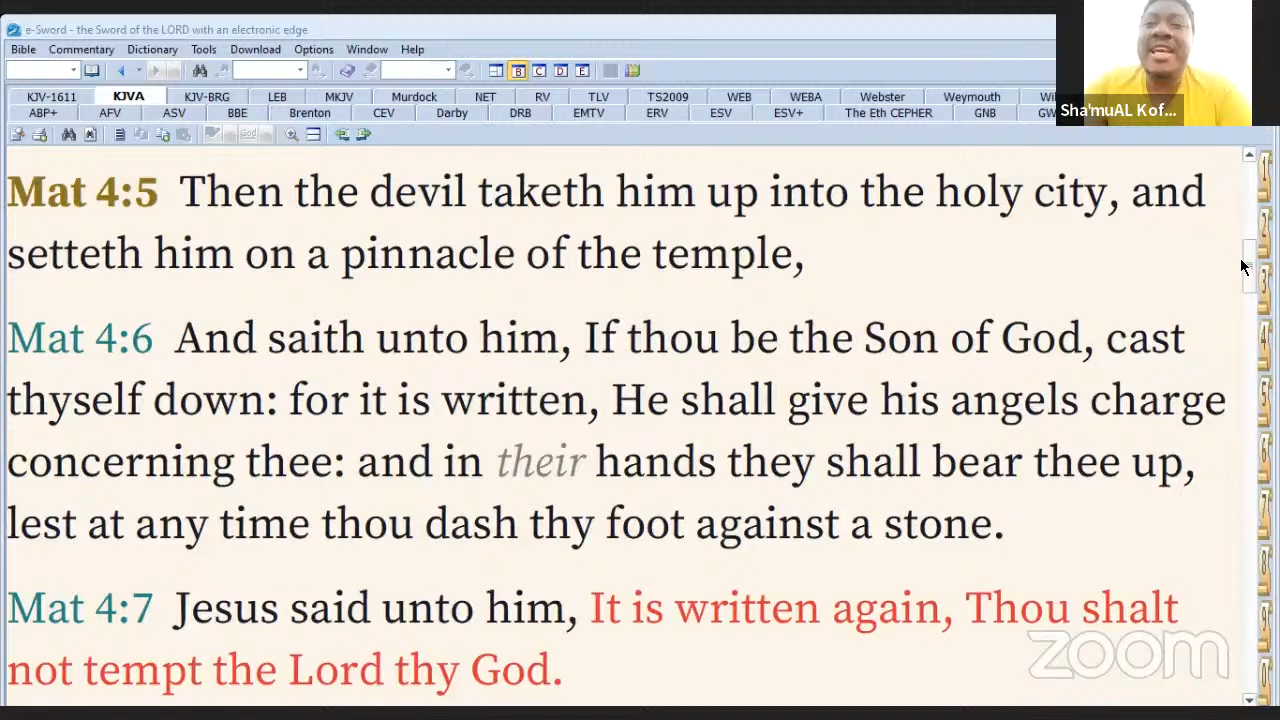 e-Sword - the Sword of the LORD with an electronic edge
Bible Commentary Dictionary Tools Download Options Window Help
B C D E
KJV-1611 KJVA KJV-BRG LEB MKJV Murdock NET RV TLV TS2009 WEB WEBA Webster Weymouth
ABP+ AFV ASV BBE Brenton CEV Darby DRB EMTV ERV ESV ESV+ The Eth CEPHER GNB
Sha'muAL Kof...
Mat 4:5 Then the devil taketh him up into the holy city, and
setteth him on a pinnacle of the temple,
Mat 4:6 And saith unto him, If thou be the Son of God, cast
thyself down: for it is written, He shall give his angels charge
concerning thee: and in their hands they shall bear thee up,
lest at any time thou dash thy foot against a stone.
Mat 4:7 Jesus said unto him, It is written again, Thou shalt
not tempt the Lord thy God.
zoom